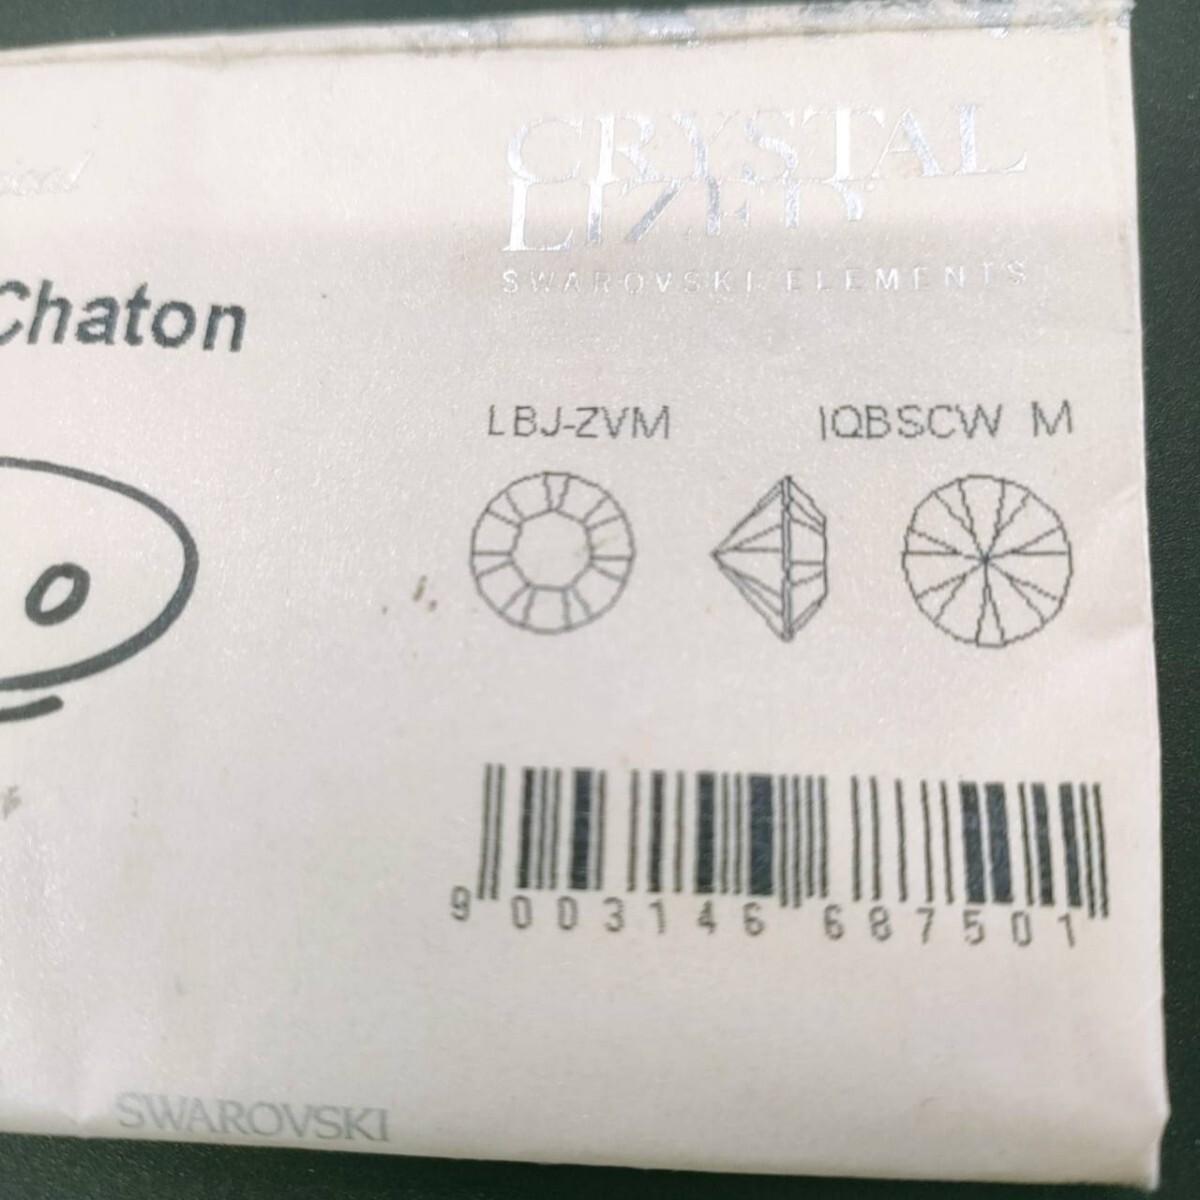 CRYSTAL
LIZED
SWAROVSKI ELEMENTS
Chaton
LBJ-ZVM IQBSCW M
9 003146 687501
SWAROVSKI